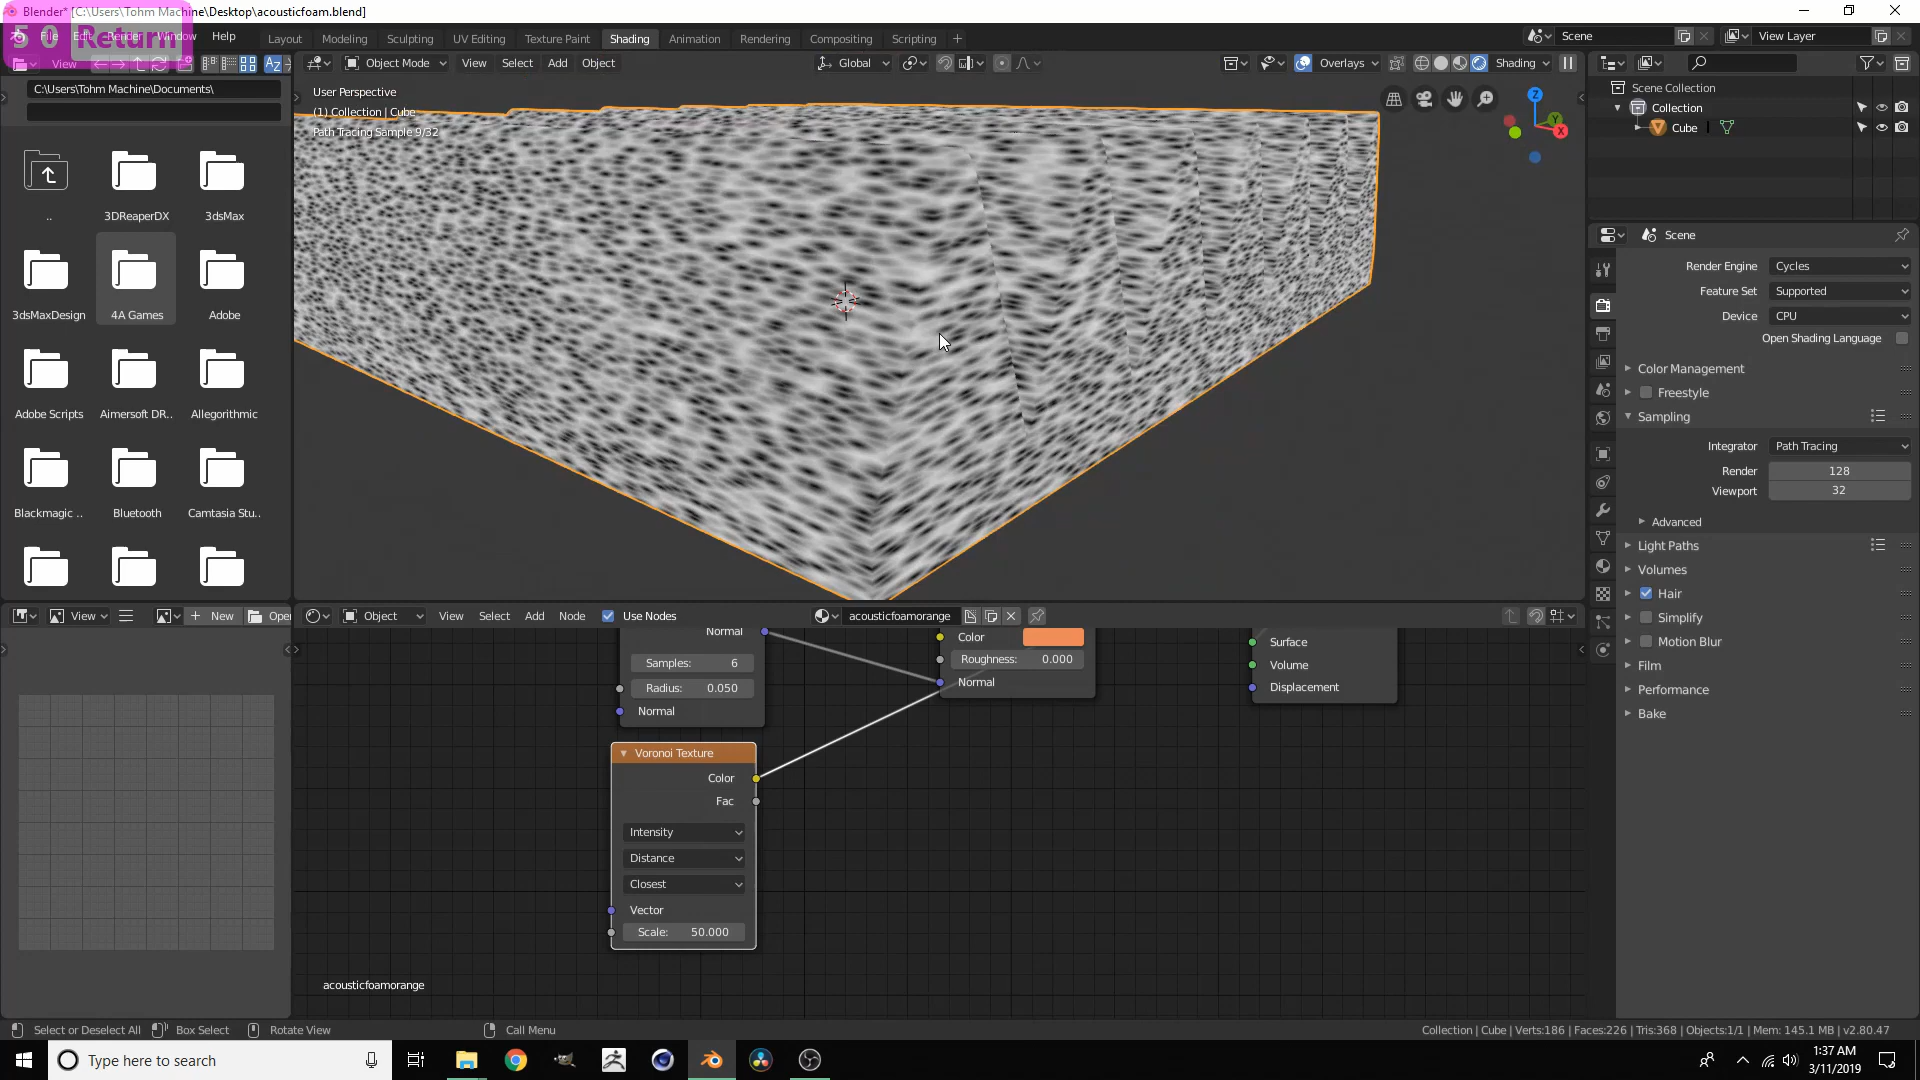 Blender* [C:\Users\Tohm Machine\Desktop\acousticfoam.blend]
5 0 Return
File Edit Render Window Help
Layout Modeling Sculpting UV Editing Texture Paint Shading Animation Rendering Compositing Scripting
Scene
View Layer
View
Object Mode View Select Add Object
Global
Overlays
Shading
C:\Users\Tohm Machine\Documents\
User Perspective
(1) Collection | Cube
Path Tracing Sample 9/32
Z
Y
X
Scene Collection
Collection
Cube
..
3DReaperDX
3dsMax
3dsMaxDesign
4A Games
Adobe
Adobe Scripts
Aimersoft DR..
Allegorithmic
Blackmagic ..
Bluetooth
Camtasia Stu..
Scene
Render Engine Cycles
Feature Set Supported
Device CPU
Open Shading Language
Color Management
Freestyle
Sampling
Integrator Path Tracing
Render 128
Viewport 32
Advanced
Light Paths
Volumes
Hair
Simplify
Motion Blur
Film
Performance
Bake
View
New
Open
Object View Select Add Node Use Nodes
acousticfoamorange
Normal
Samples: 6
Radius: 0.050
Normal
Color
Roughness: 0.000
Normal
Surface
Volume
Displacement
Voronoi Texture
Color
Fac
Intensity
Distance
Closest
Vector
Scale: 50.000
acousticfoamorange
Select or Deselect All
Box Select
Rotate View
Call Menu
Collection | Cube | Verts:186 | Faces:226 | Tris:368 | Objects:1/1 | Mem: 145.1 MB | v2.80.47
Type here to search
1:37 AM
3/11/2019